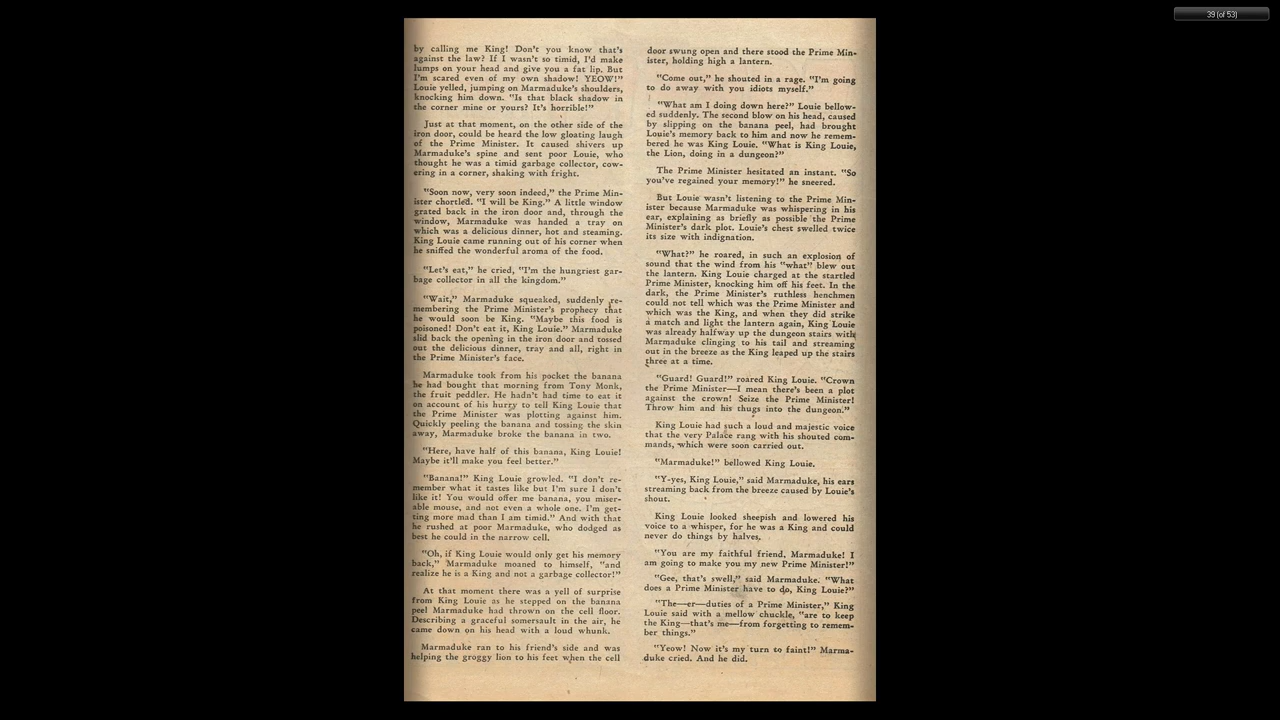 39 (of 53)
by calling me King! Don't you know that's
against the law? If I wasn't so timid, I'd make
lumps on your head and give you a fat lip. But
I'm scared even of my own shadow! YEOW!"
Louie yelled, jumping on Marmaduke's shoulders,
knocking him down. "Is that black shadow in
the corner mine or yours? It's horrible!"
Just at that moment, on the other side of the
iron door, could be heard the low gloating laugh
of the Prime Minister. It caused shivers up
Marmaduke's spine and sent poor Louie, who
thought he was a timid garbage collector, cow-
ering in a corner, shaking with fright.
"Soon now, very soon indeed," the Prime Min-
ister chortled. "I will be King." A little window
grated back in the iron door and, through the
window, Marmaduke was handed a tray on
which was a delicious dinner, hot and steaming.
King Louie came running out of his corner when
he sniffed the wonderful aroma of the food.
"Let's eat," he cried, "I'm the hungriest gar-
bage collector in all the kingdom."
"Wait," Marmaduke squeaked, suddenly re-
membering the Prime Minister's prophecy that
he would soon be King. "Maybe this food is
poisoned! Don't eat it, King Louie." Marmaduke
slid back the opening in the iron door and tossed
out the delicious dinner, tray and all, right in
the Prime Minister's face.
Marmaduke took from his pocket the banana
he had bought that morning from Tony Monk,
the fruit peddler. He hadn't had time to eat it
on account of his hurry to tell King Louie that
the Prime Minister was plotting against him.
Quickly peeling the banana and tossing the skin
away, Marmaduke broke the banana in two.
"Here, have half of this banana, King Louie!
Maybe it'll make you feel better."
"Banana!" King Louie growled. "I don't re-
member what it tastes like but I'm sure I don't
like it! You would offer me banana, you miser-
able mouse, and not even a whole one. I'm get-
ting more mad than I am timid." And with that
he rushed at poor Marmaduke, who dodged as
best he could in the narrow cell.
"Oh, if King Louie would only get his memory
back," Marmaduke moaned to himself, "and
realize he is a King and not a garbage collector!"
At that moment there was a yell of surprise
from King Louie as he stepped on the banana
peel Marmaduke had thrown on the cell floor.
Describing a graceful somersault in the air, he
came down on his head with a loud whunk.
Marmaduke ran to his friend's side and was
helping the groggy lion to his feet when the cell
door swung open and there stood the Prime Min-
ister, holding high a lantern.
"Come out," he shouted in a rage. "I'm going
to do away with you idiots myself."
"What am I doing down here?" Louie bellow-
ed suddenly. The second blow on his head, caused
by slipping on the banana peel, had brought
Louie's memory back to him and now he remem-
bered he was King Louie. "What is King Louie,
the Lion, doing in a dungeon?"
The Prime Minister hesitated an instant. "So
you've regained your memory!" he sneered.
But Louie wasn't listening to the Prime Min-
ister because Marmaduke was whispering in his
ear, explaining as briefly as possible the Prime
Minister's dark plot. Louie's chest swelled twice
its size with indignation.
"What?" he roared, in such an explosion of
sound that the wind from his "what" blew out
the lantern. King Louie charged at the startled
Prime Minister, knocking him off his feet. In the
dark, the Prime Minister's ruthless henchmen
could not tell which was the Prime Minister and
which was the King, and when they did strike
a match and light the lantern again, King Louie
was already halfway up the dungeon stairs with
Marmaduke clinging to his tail and streaming
out in the breeze as the King leaped up the stairs
three at a time.
"Guard! Guard!" roared King Louie. "Crown
the Prime Minister—I mean there's been a plot
against the crown! Seize the Prime Minister!
Throw him and his thugs into the dungeon."
King Louie had such a loud and majestic voice
that the very Palace rang with his shouted com-
mands, which were soon carried out.
"Marmaduke!" bellowed King Louie.
"Y-yes, King Louie," said Marmaduke, his ears
streaming back from the breeze caused by Louie's
shout.
King Louie looked sheepish and lowered his
voice to a whisper, for he was a King and could
never do things by halves.
"You are my faithful friend, Marmaduke! I
am going to make you my new Prime Minister!"
"Gee, that's swell," said Marmaduke. "What
does a Prime Minister have to do, King Louie?"
"The—er—duties of a Prime Minister," King
Louie said with a mellow chuckle, "are to keep
the King—that's me—from forgetting to remem-
ber things."
"Yeow! Now it's my turn to faint!" Marma-
duke cried. And he did.